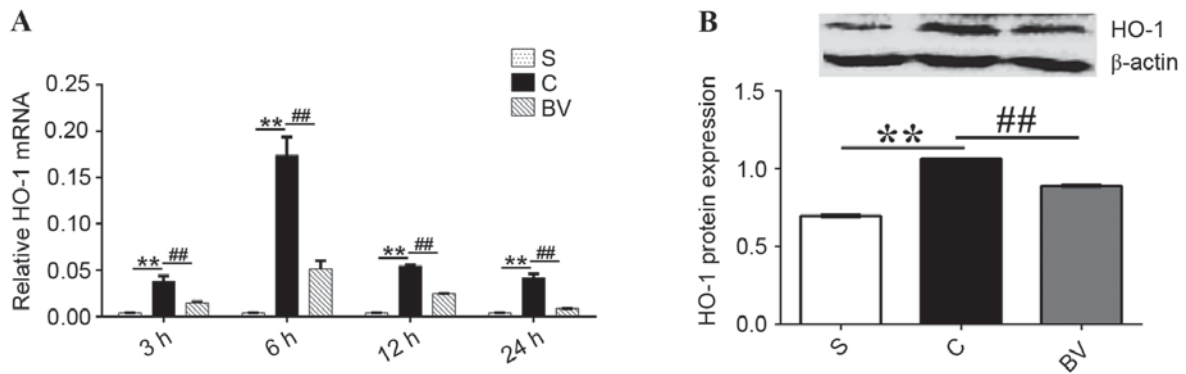 A
S
C
BV
Relative HO-1 mRNA
0.25
0.20
0.15
0.10
0.05
0.00
** ##
** ##
** ##
** ##
3 h
6 h
12 h
24 h
B
HO-1
β-actin
HO-1 protein expression
1.5
1.0
0.5
0.0
** ##
S
C
BV